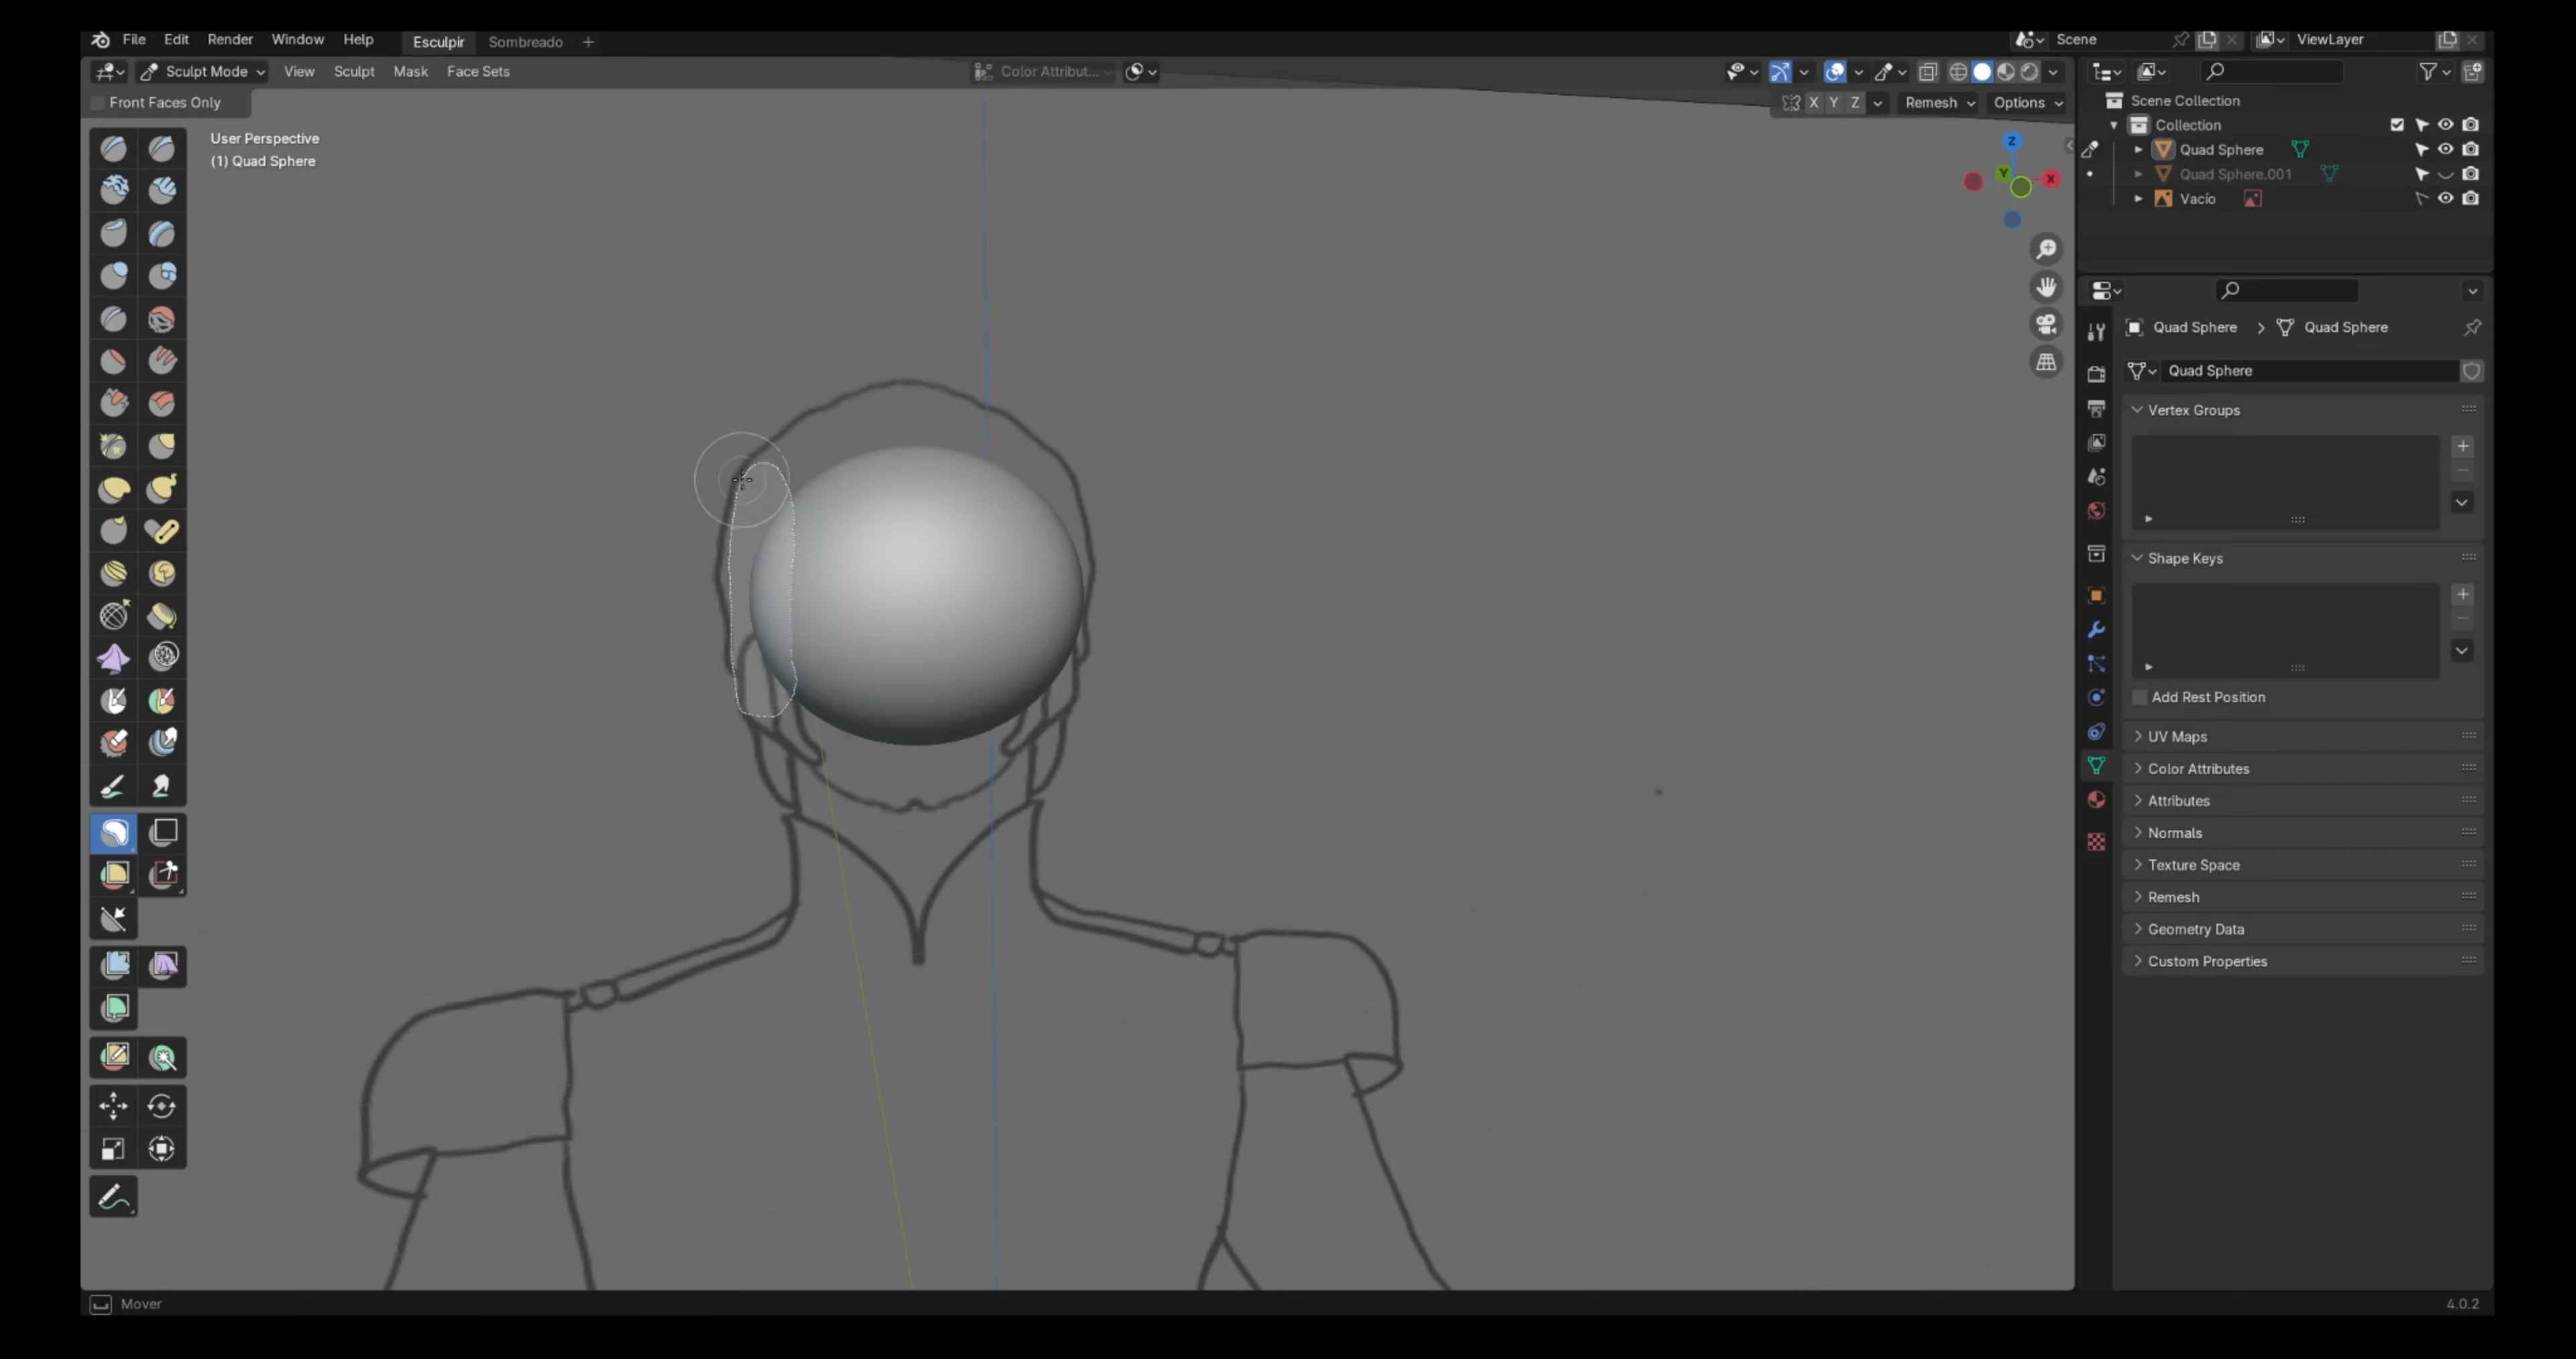 File Edit Render Window Help Esculpir Sombreado + Scene ViewLayer
Sculpt Mode View Sculpt Mask Face Sets Color Attribut...
Front Faces Only X Y Z Remesh Options
User Perspective
(1) Quad Sphere
Z
Y X
Scene Collection
Collection
Quad Sphere
Quad Sphere.001
Vacío
Quad Sphere > Quad Sphere
Quad Sphere
Vertex Groups
Shape Keys
Add Rest Position
UV Maps
Color Attributes
Attributes
Normals
Texture Space
Remesh
Geometry Data
Custom Properties
Mover 4.0.2